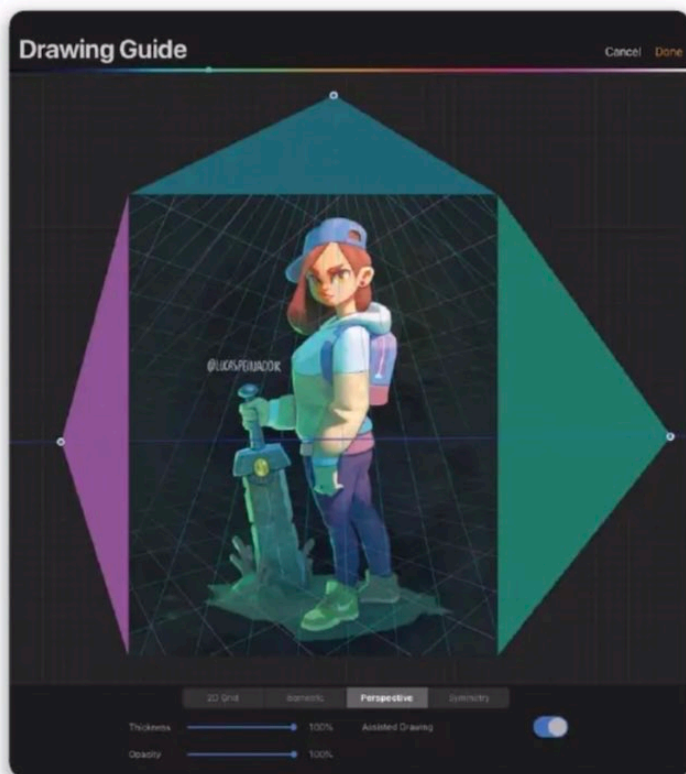 Drawing Guide
Cancel Done
@LUCASPEINADOR
2D Grid Isometric Perspective Symmetry
Thickness 100% Assisted Drawing
Opacity 100%